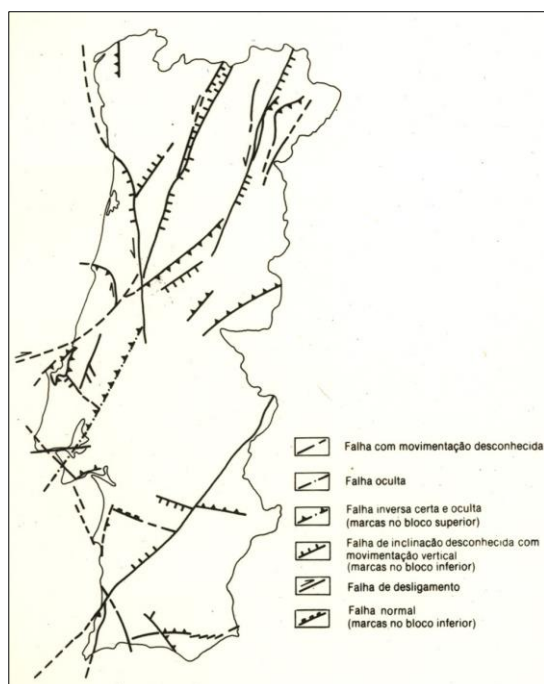 Falha com movimentação desconhecida
Falha oculta
Falha inversa certa e oculta
(marcas no bloco superior)
Falha de inclinação desconhecida com
movimentação vertical
(marcas no bloco inferior)
Falha de desligamento
Falha normal
(marcas no bloco inferior)